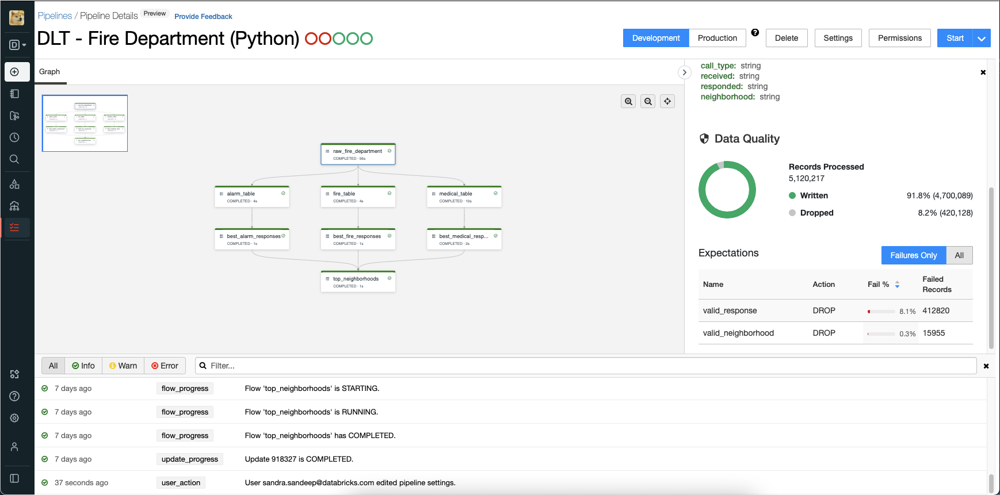 Pipelines / Pipeline Details Preview Provide Feedback
DLT - Fire Department (Python)
Development Production Delete Settings Permissions Start
D
Graph
call_type: string
received: string
responded: string
neighborhood: string
raw_fire_department
COMPLETED · 56s
alarm_table
COMPLETED · 4s
fire_table
COMPLETED · 4s
medical_table
COMPLETED · 10s
best_alarm_responses
COMPLETED · 1s
best_fire_responses
COMPLETED · 1s
best_medical_resp...
COMPLETED · 2s
top_neighborhoods
COMPLETED · 1s
Data Quality
Records Processed
5,120,217
Written 91.8% (4,700,089)
Dropped 8.2% (420,128)
Expectations Failures Only All
Name Action Fail % Failed Records
valid_response DROP 8.1% 412820
valid_neighborhood DROP 0.3% 15955
All Info Warn Error Filter...
7 days ago flow_progress Flow 'top_neighborhoods' is STARTING.
7 days ago flow_progress Flow 'top_neighborhoods' is RUNNING.
7 days ago flow_progress Flow 'top_neighborhoods' has COMPLETED.
7 days ago update_progress Update 918327 is COMPLETED.
37 seconds ago user_action User sandra.sandeep@databricks.com edited pipeline settings.